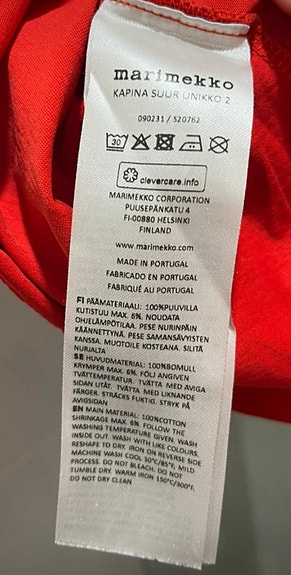 marimekko
KAPINA SUUR UNIKKO 2
090231 / 520762
30
clevercare.info
MARIMEKKO CORPORATION
PUUSEPÄNKATU 4
FI-00880 HELSINKI
FINLAND
www.marimekko.com
MADE IN PORTUGAL
FABRICADO EN PORTUGAL
FABRIQUÉ AU PORTUGAL
FI PÄÄMATERIAALI: 100%PUUVILLA
KUTISTUU MAX. 6%. NOUDATA
OHJELÄMPÖTILAA. PESE NURINPÄIN
KÄÄNNETTYNÄ. PESE SAMANSÄVYISTEN
KANSSA. MUOTOILE KOSTEANA. SILITÄ
NURJALTA
SE HUVUDMATERIAL: 100%BOMULL
KRYMPER MAX. 6%. FÖLJ ANGIVEN
TVÄTTEMPERATUR. TVÄTTA MED AVIGA
SIDAN UTÅT. TVÄTTA MED LIKNANDE
FÄRGER. STRÄCKS FUKTIG. STRYK PÅ
AVIGSIDAN
EN MAIN MATERIAL: 100%COTTON
SHRINKAGE MAX. 6%. FOLLOW THE
WASHING TEMPERATURE GIVEN. WASH
INSIDE OUT. WASH WITH LIKE COLOURS.
RESHAPE TO DRY. IRON ON REVERSE SIDE
MACHINE WASH COLD 30°C/85°F, MILD
PROCESS. DO NOT BLEACH. DO NOT
TUMBLE DRY. WARM IRON 150°C/300°F.
DO NOT DRY CLEAN